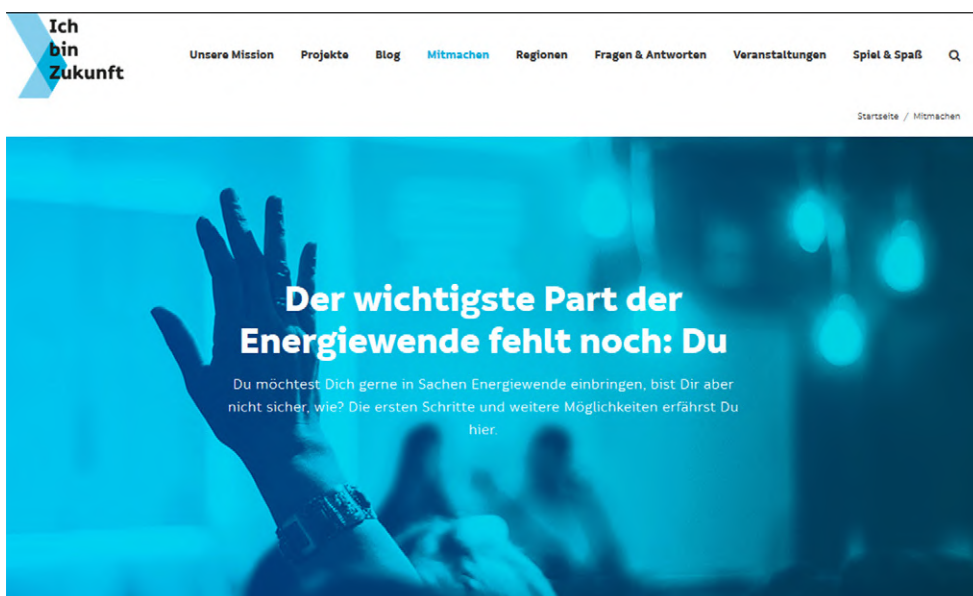 Ich
bin
Zukunft
Unsere Mission Projekte Blog Mitmachen Regionen Fragen & Antworten Veranstaltungen Spiel & Spaß
Startseite / Mitmachen
Der wichtigste Part der
Energiewende fehlt noch: Du
Du möchtest Dich gerne in Sachen Energiewende einbringen, bist Dir aber
nicht sicher, wie? Die ersten Schritte und weitere Möglichkeiten erfährst Du
hier.